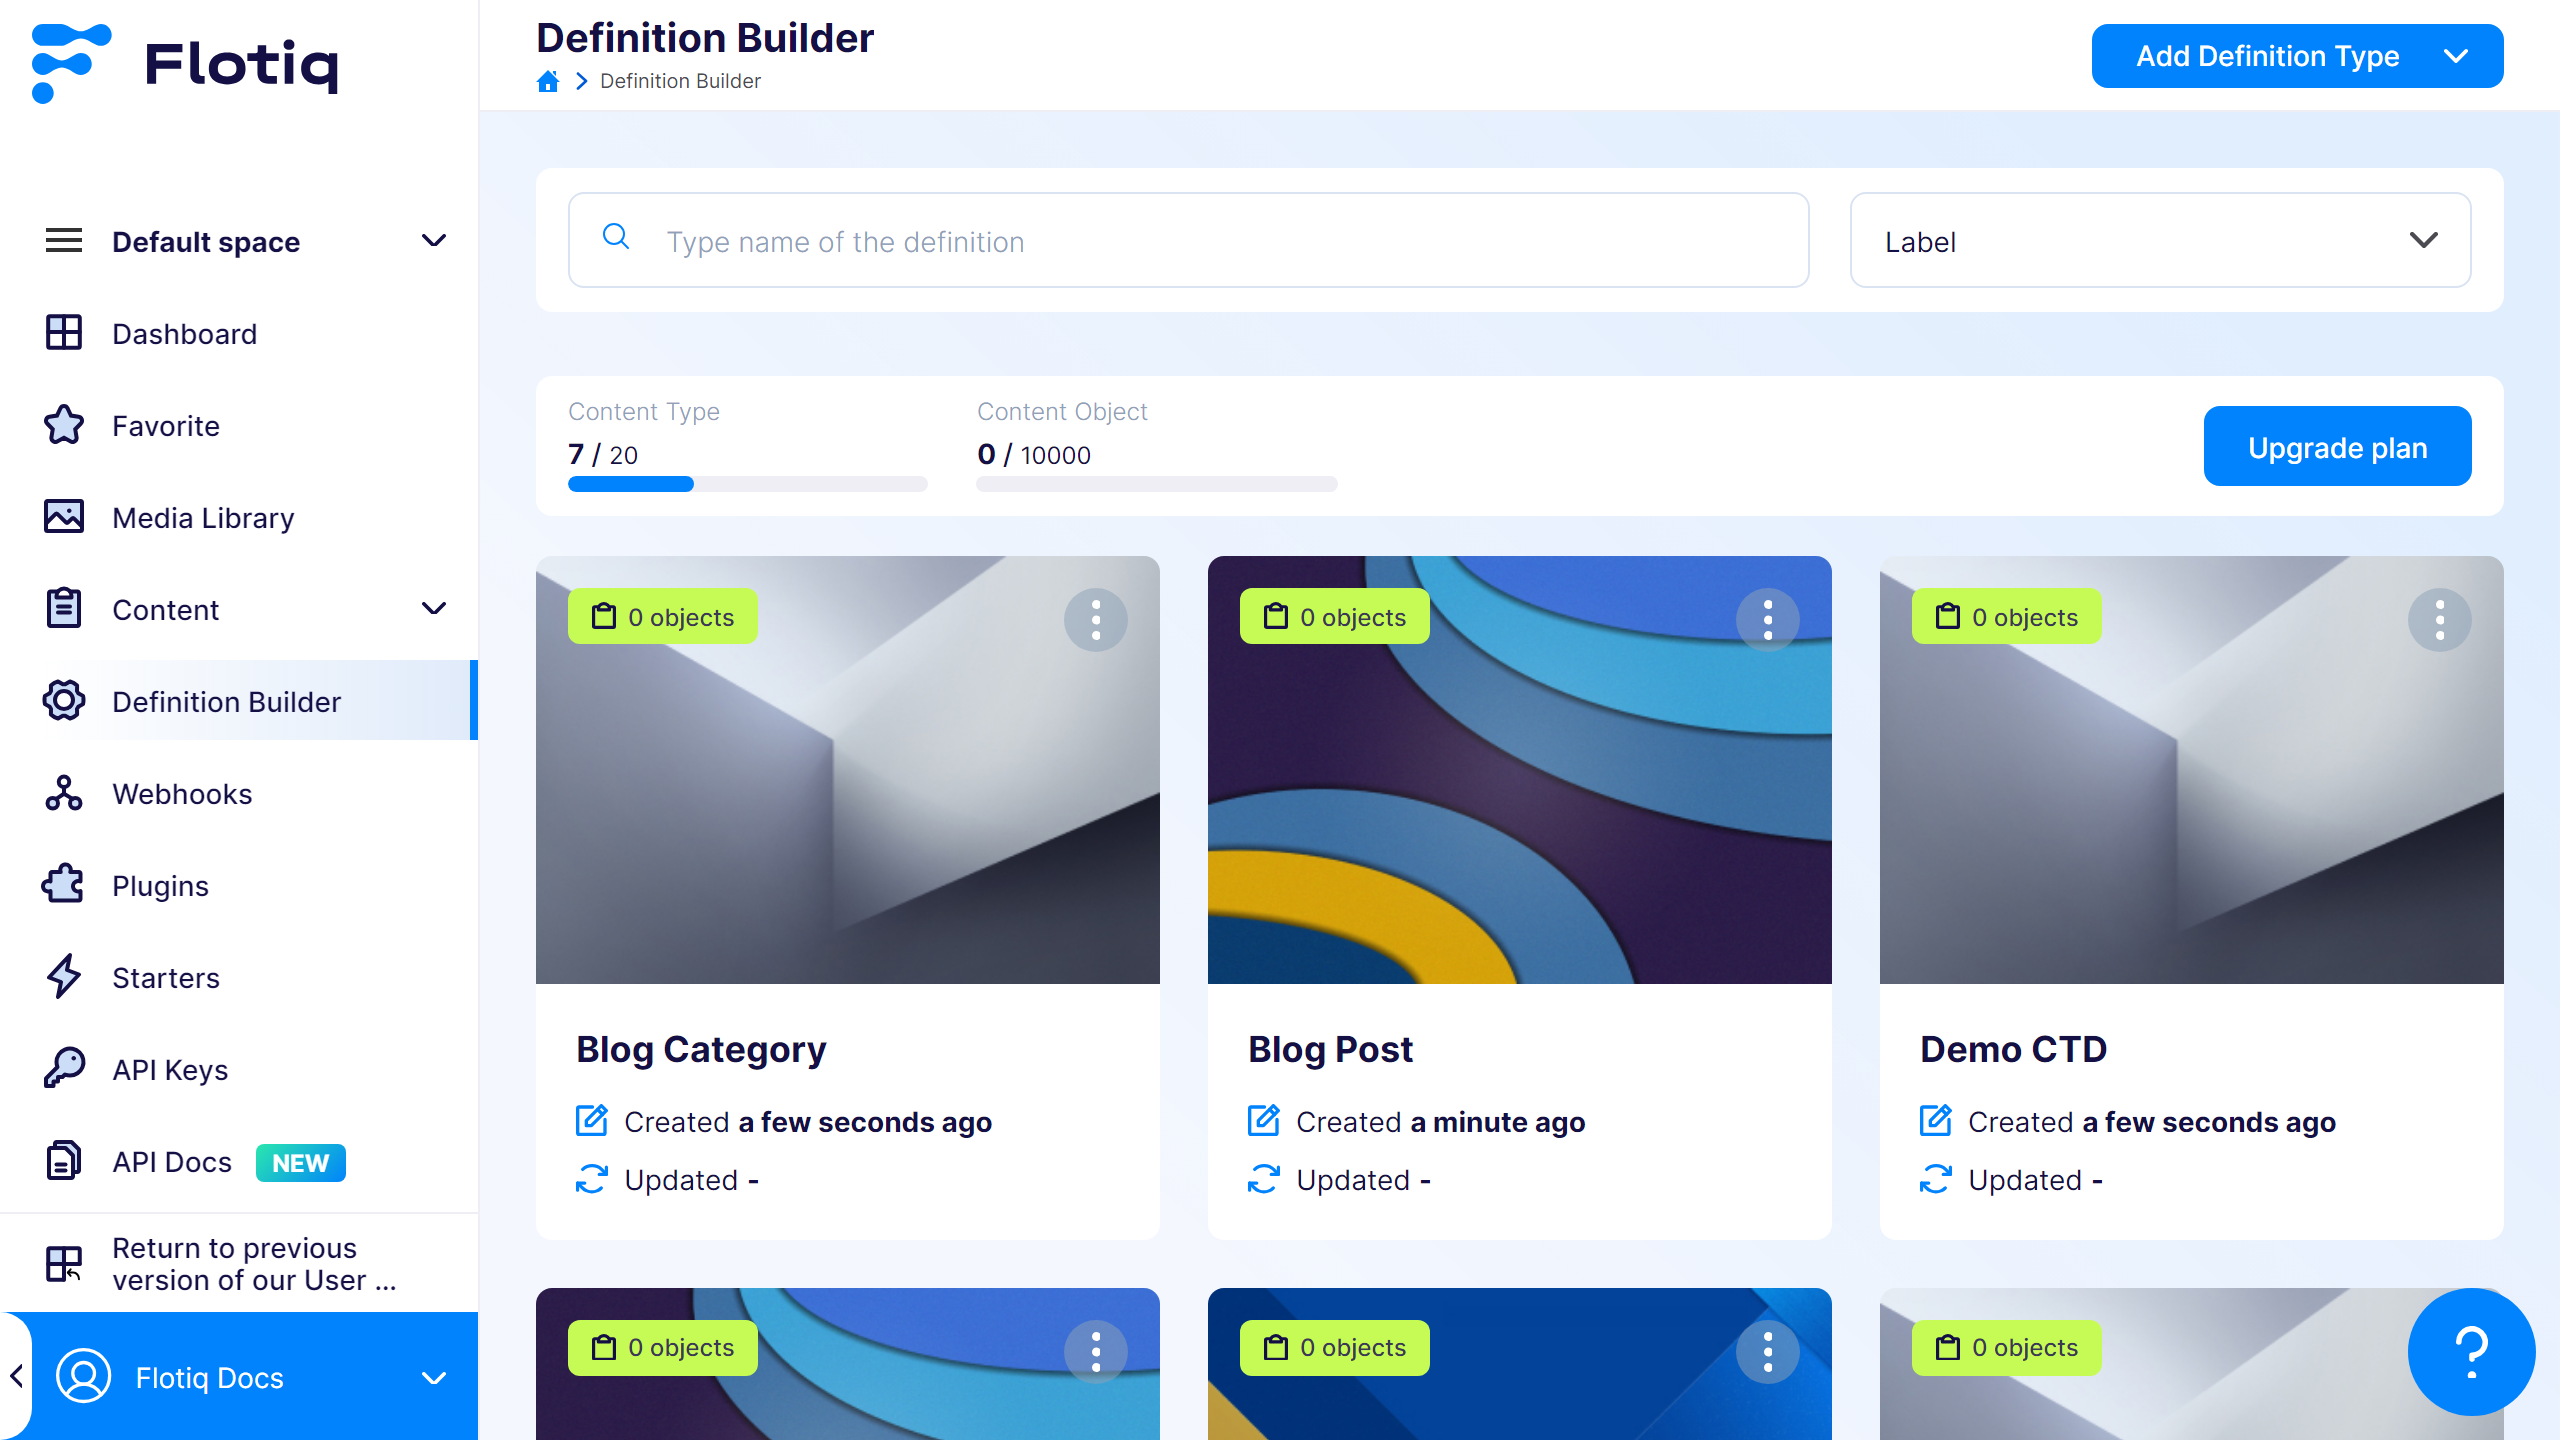 Flotiq
Default space
Dashboard
Favorite
Media Library
Content
Definition Builder
Webhooks
Plugins
Starters
API Keys
API Docs NEW
Return to previous
version of our User ...
Flotiq Docs
Definition Builder
Definition Builder
Add Definition Type
Type name of the definition
Label
Content Type
7 / 20
Content Object
0 / 10000
Upgrade plan
0 objects
Blog Category
Created a few seconds ago
Updated -
0 objects
Blog Post
Created a minute ago
Updated -
0 objects
Demo CTD
Created a few seconds ago
Updated -
0 objects
0 objects
0 objects
?